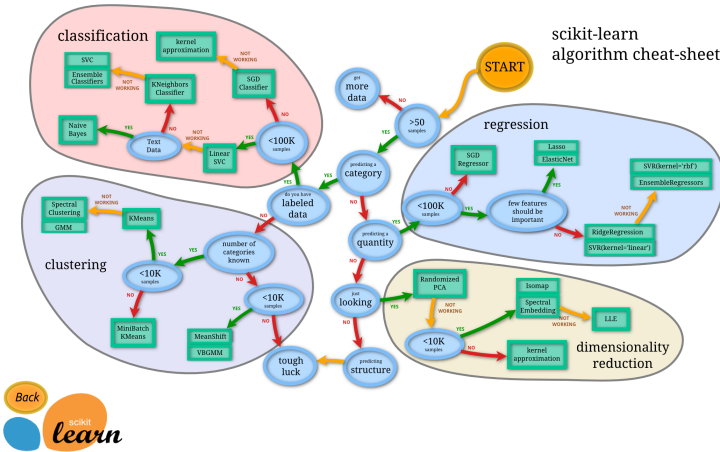 scikit-learn
algorithm cheat-sheet
START
classification
kernel
approximation
SVC
Ensemble
Classifiers
NOT
WORKING
KNeighbors
Classifier
NOT
WORKING
SGD
Classifier
get
more
data
NO
>50
samples
regression
Naive
Bayes
YES
Text
Data
NO
NOT
WORKING
Linear
SVC
YES
<100K
samples
NO
YES
predicting a
category
YES
YES
do you have
labeled
data
NO
SGD
Regressor
NO
Lasso
ElasticNet
YES
SVR(kernel='rbf')
EnsembleRegressors
NOT
WORKING
<100K
samples
YES
few features
should be
important
NO
RidgeRegression
SVR(kernel='linear')
YES
predicting a
quantity
NO
NO
Spectral
Clustering
GMM
NOT
WORKING
KMeans
clustering
YES
<10K
samples
YES
number of
categories
known
NO
NO
MiniBatch
KMeans
<10K
samples
YES
NO
MeanShift
VBGMM
just
looking
YES
NO
Randomized
PCA
NOT
WORKING
Isomap
Spectral
Embedding
NOT
WORKING
LLE
YES
<10K
samples
NO
kernel
approximation
dimensionality
reduction
tough
luck
predicting
structure
Back
scikit
learn